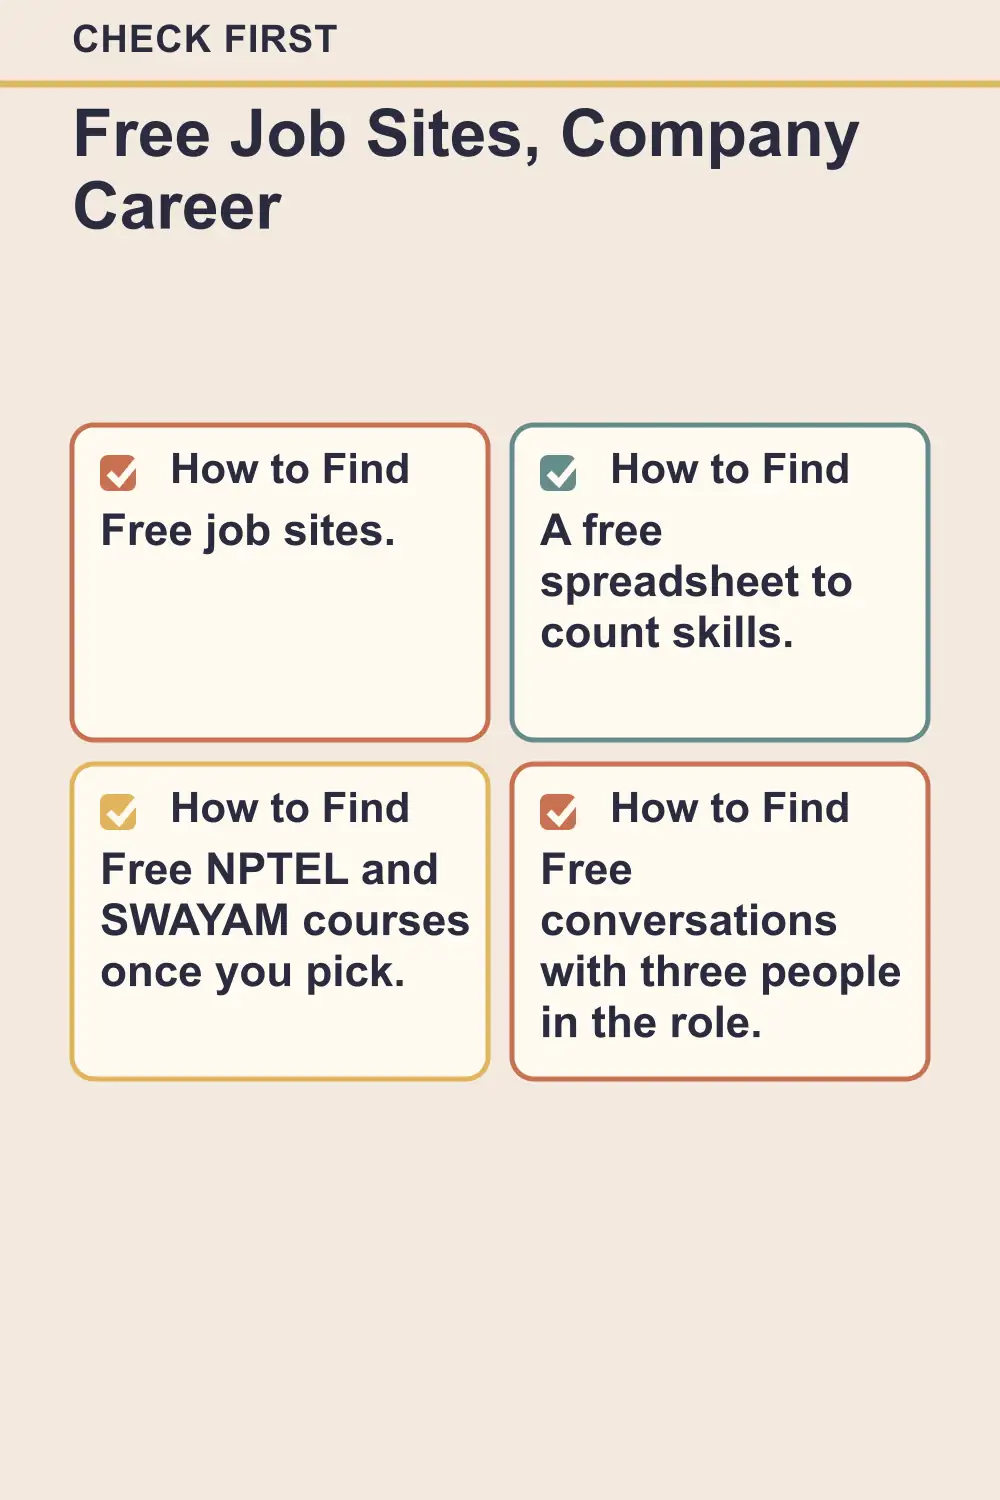 CHECK FIRST
Free Job Sites, Company
Career
How to Find
Free job sites.
How to Find
A free
spreadsheet to
count skills.
How to Find
Free NPTEL and
SWAYAM courses
once you pick.
How to Find
Free
conversations
with three people
in the role.